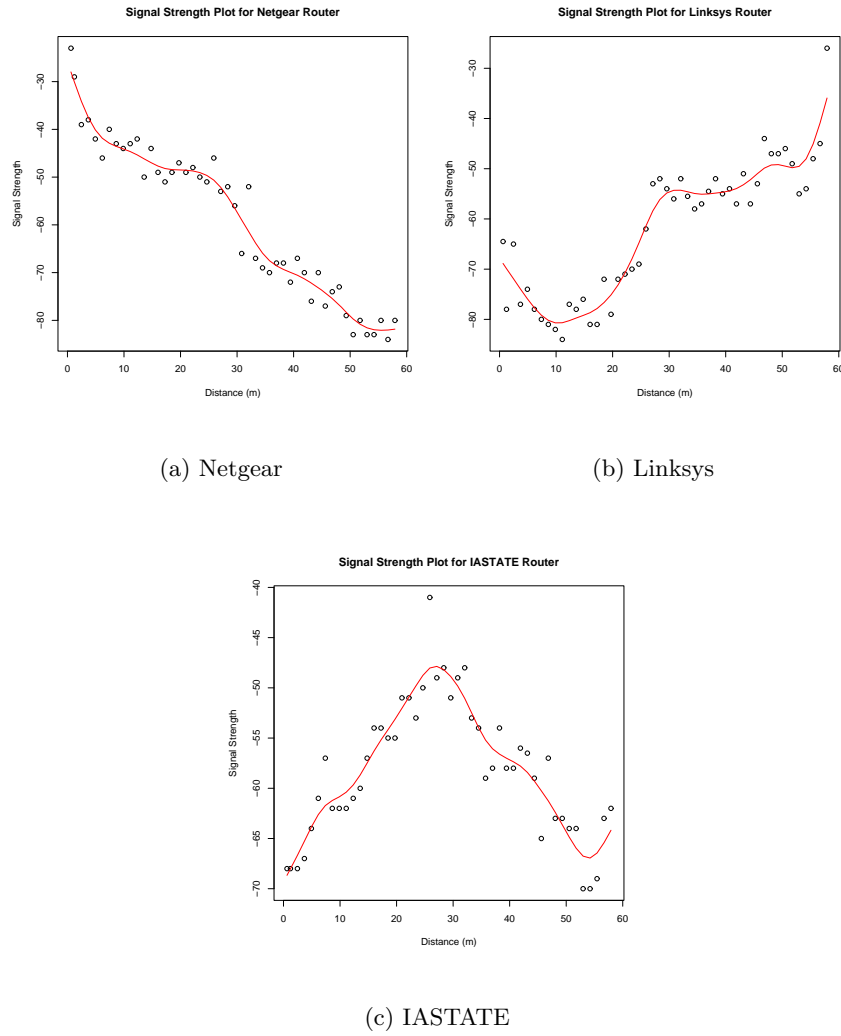 Signal Strength Plot for Netgear Router
Signal Strength
−30
−40
−50
−60
−70
−80
0 10 20 30 40 50 60
Distance (m)
(a) Netgear
Signal Strength Plot for Linksys Router
Signal Strength
−30
−40
−50
−60
−70
−80
0 10 20 30 40 50 60
Distance (m)
(b) Linksys
Signal Strength Plot for IASTATE Router
Signal Strength
−40
−45
−50
−55
−60
−65
−70
0 10 20 30 40 50 60
Distance (m)
(c) IASTATE